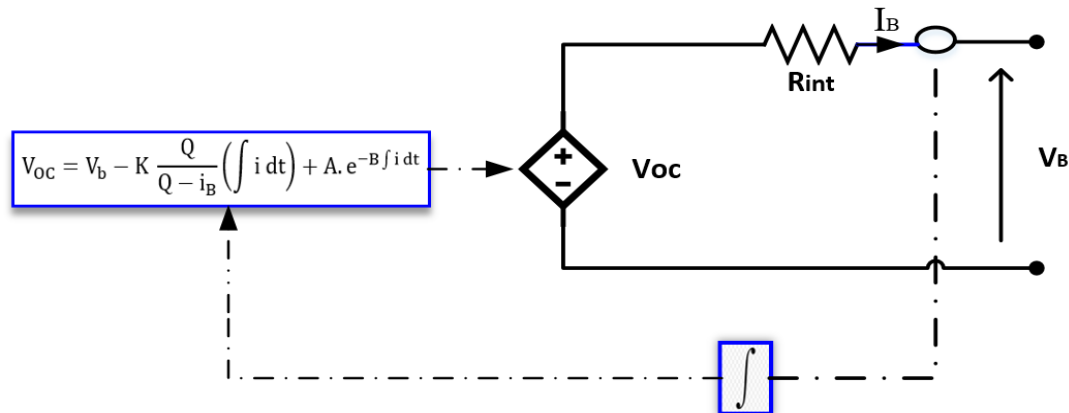 I_B
R_int
V_OC = V_b − K Q/(Q − i_B) (∫ i dt) + A. e^(−B ∫ i dt)
+
−
Voc
V_B
∫